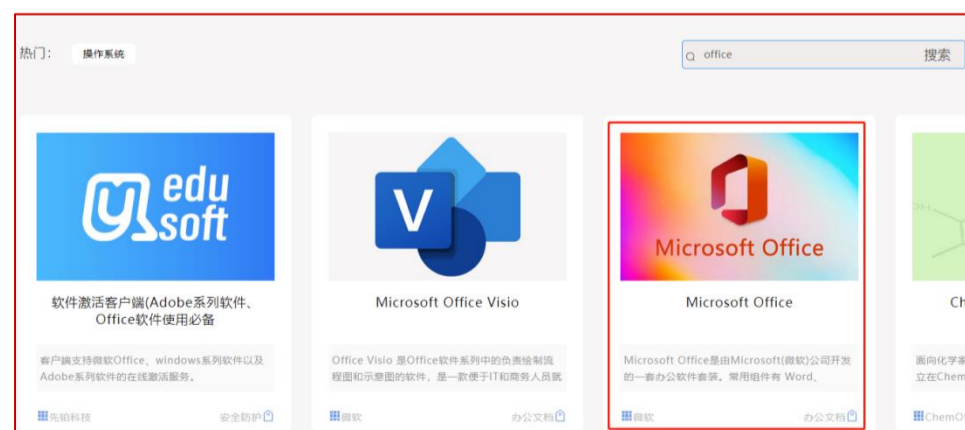 热门：
操作系统
office
搜索
edu
soft
V
Microsoft Office
软件激活客户端(Adobe系列软件、
Office软件使用必备
Microsoft Office Visio
Microsoft Office
Ch
客户端支持微软Office、windows系列软件以及
Adobe系列软件的在线激活服务。
Office Visio 是Office软件系列中的负责绘制流
程图和示意图的软件，是一款便于IT和商务人员就
Microsoft Office是由Microsoft(微软)公司开发
的一套办公软件套装。常用组件有 Word、
面向化学家
立在Chem
先铂科技
安全防护
微软
办公文档
微软
办公文档
ChemOf